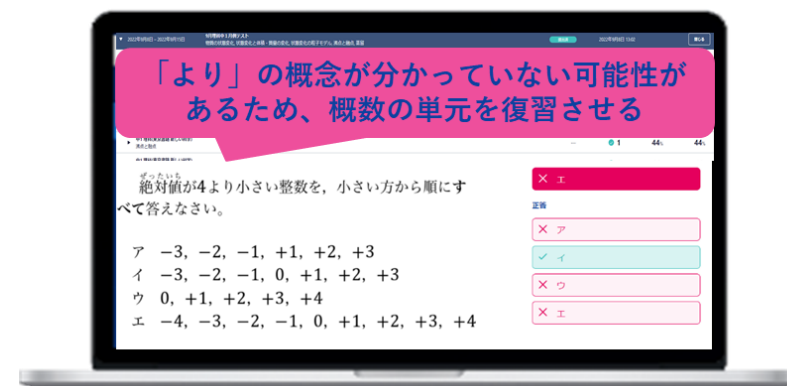 「より」の概念が分かっていない可能性が
あるため、概数の単元を復習させる
1 44% 44%
ぜったいち
絶対値が4より小さい整数を，小さい方から順にす
べて答えなさい。
エ
正答
ア
イ
ウ
エ
ア −3, −2, −1, +1, +2, +3
イ −3, −2, −1, 0, +1, +2, +3
ウ 0, +1, +2, +3, +4
エ −4, −3, −2, −1, 0, +1, +2, +3, +4